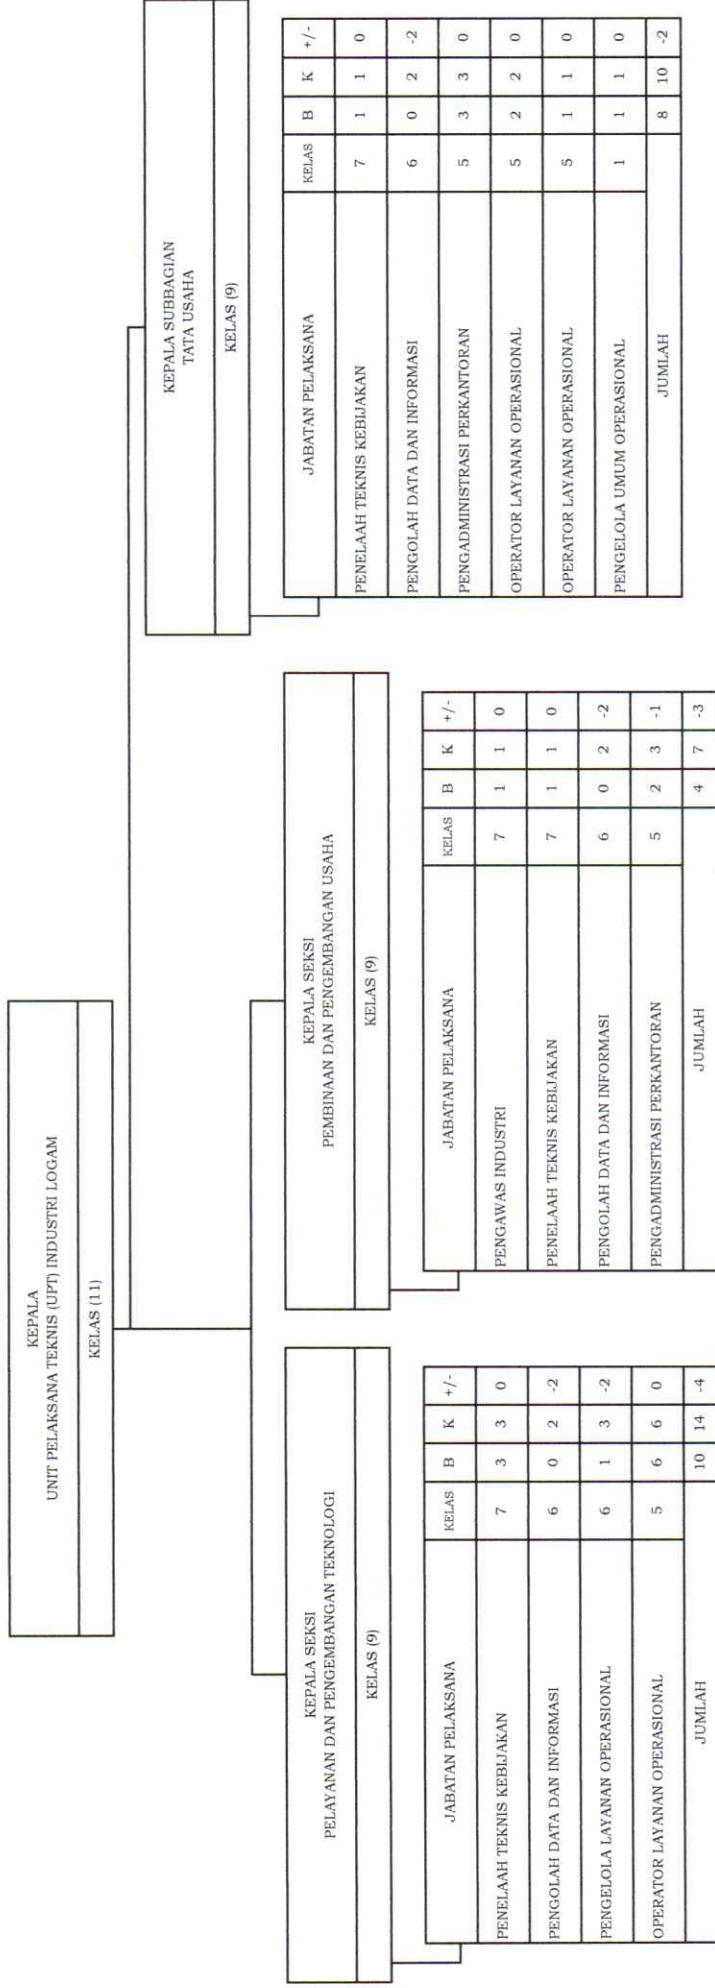 KEPALA
UNIT PELAKSANA TEKNIS (UPT) INDUSTRI LOGAM
KELAS (11)
KEPALA SUBBAGIAN
TATA USAHA
KELAS (9)
JABATAN PELAKSANA KELAS B K +/-
PENELAAH TEKNIS KEBIJAKAN 7 1 1 0
PENGOLAH DATA DAN INFORMASI 6 0 2 -2
PENGADMINISTRASI PERKANTORAN 5 3 3 0
OPERATOR LAYANAN OPERASIONAL 5 2 2 0
OPERATOR LAYANAN OPERASIONAL 5 1 1 0
PENGELOLA UMUM OPERASIONAL 1 1 1 0
JUMLAH 8 10 -2
KEPALA SEKSI
PELAYANAN DAN PENGEMBANGAN TEKNOLOGI
KELAS (9)
JABATAN PELAKSANA KELAS B K +/-
PENELAAH TEKNIS KEBIJAKAN 7 3 3 0
PENGOLAH DATA DAN INFORMASI 6 0 2 -2
PENGELOLA LAYANAN OPERASIONAL 6 1 3 -2
OPERATOR LAYANAN OPERASIONAL 5 6 6 0
JUMLAH 10 14 -4
KEPALA SEKSI
PEMBINAAN DAN PENGEMBANGAN USAHA
KELAS (9)
JABATAN PELAKSANA KELAS B K +/-
PENGAWAS INDUSTRI 7 1 1 0
PENELAAH TEKNIS KEBIJAKAN 7 1 1 0
PENGOLAH DATA DAN INFORMASI 6 0 2 -2
PENGADMINISTRASI PERKANTORAN 5 2 3 -1
JUMLAH 4 7 -3